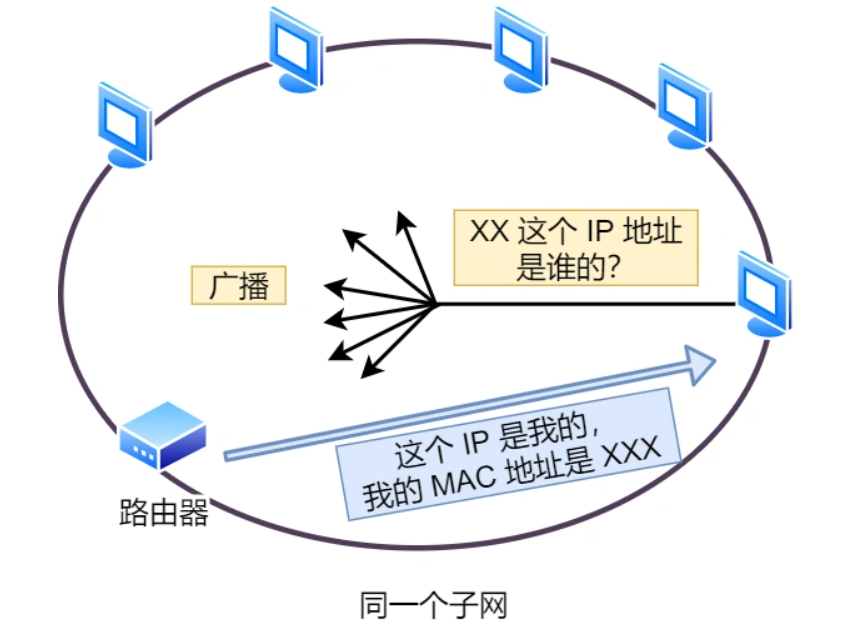 XX 这个 IP 地址
是谁的？
广播
这个 IP 是我的，
我的 MAC 地址是 XXX
路由器
同一个子网